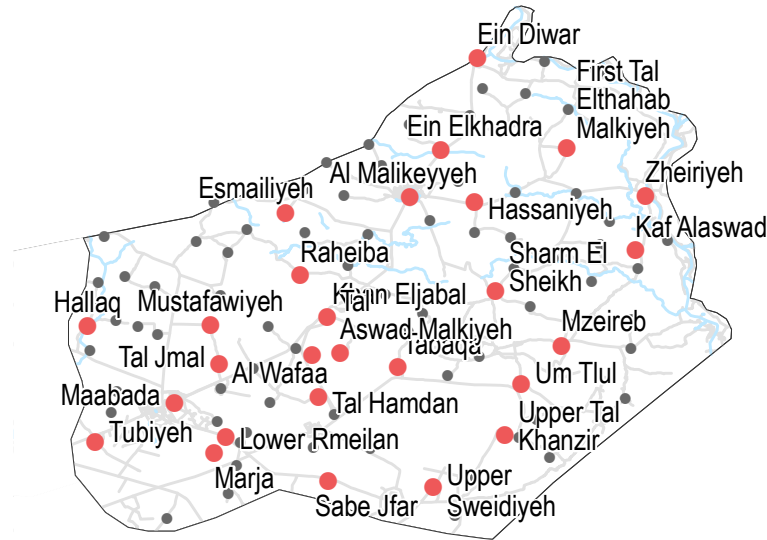 Ein Diwar
First Tal
Elthahab
Malkiyeh
Ein Elkhadra
Al Malikeyyeh
Zheiriyeh
Esmailiyeh
Hassaniyeh
Kaf Alaswad
Raheiba
Sharm El
Sheikh
Khan Eljabal
Hallaq
Mustafawiyeh
Tal
Aswad-Malkiyeh
Mzeireb
Tal Jmal
Al Wafaa
Tabaqa
Um Tlul
Maabada
Tal Hamdan
Upper Tal
Khanzir
Tubiyeh
Lower Rmeilan
Marja
Sabe Jfar
Upper
Sweidiyeh